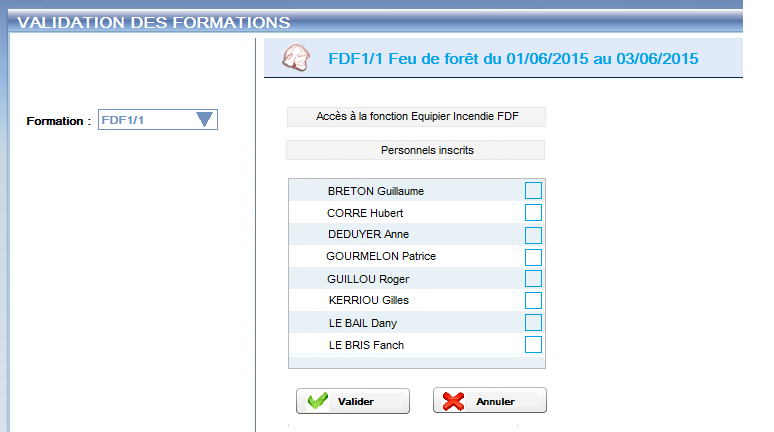 VALIDATION DES FORMATIONS
FDF1/1 Feu de forêt du 01/06/2015 au 03/06/2015
Formation : FDF1/1
Accès à la fonction Equipier Incendie FDF
Personnels inscrits
BRETON Guillaume
CORRE Hubert
DEDUYER Anne
GOURMELON Patrice
GUILLOU Roger
KERRIOU Gilles
LE BAIL Dany
LE BRIS Fanch
Valider
Annuler